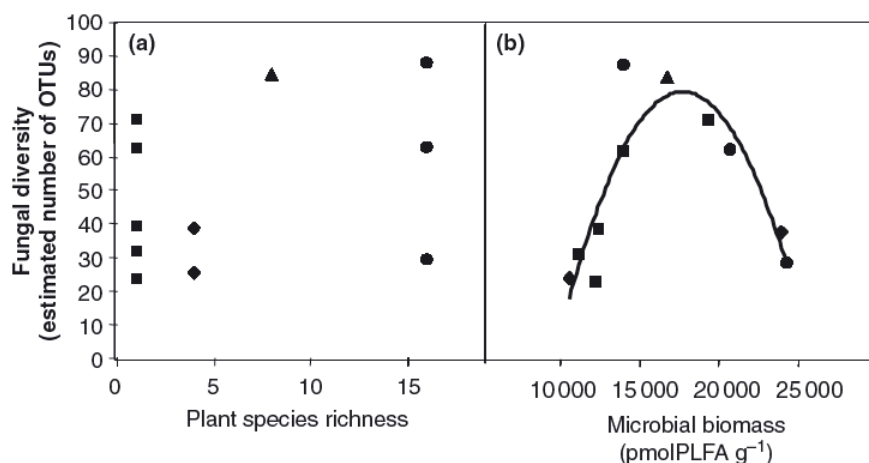 Fungal diversity
(estimated number of OTUs)
100
90
80
70
60
50
40
30
20
10
0
(a)
0
5
10
15
Plant species richness
(b)
10 000
15 000
20 000
25 000
Microbial biomass
(pmolPLFA g⁻¹)